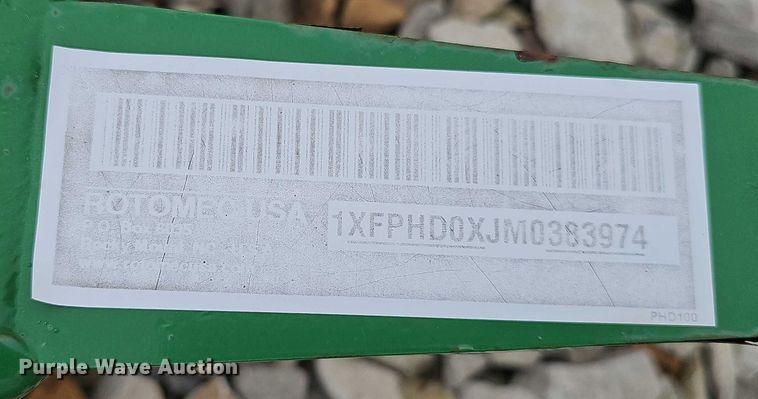 ROTOMEC USA
1XFPHD0XJM0383974
PHD100
Purple Wave Auction